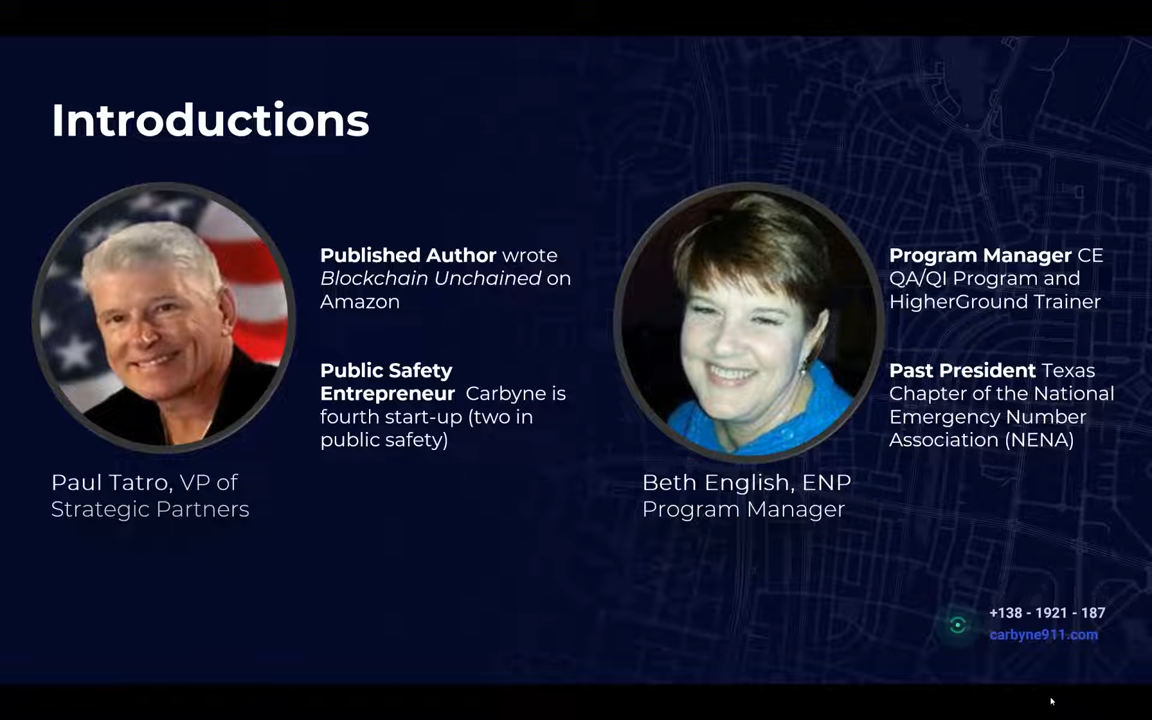 Introductions
Published Author wrote
Blockchain Unchained on
Amazon
Public Safety
Entrepreneur Carbyne is
fourth start-up (two in
public safety)
Paul Tatro, VP of
Strategic Partners
Program Manager CE
QA/QI Program and
HigherGround Trainer
Past President Texas
Chapter of the National
Emergency Number
Association (NENA)
Beth English, ENP
Program Manager
+138 - 1921 - 187
carbyne911.com